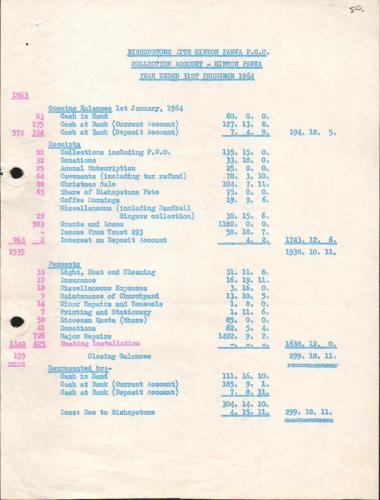 50.
BISHOPSTONE WITH HINTON PARVA P.C.C.
COLLECTION ACCOUNT - HINTON PARVA
YEAR ENDED 31ST DECEMBER 1964
1963
Opening Balances 1st January, 1964
63 Cash in Hand 60. 0. 0.
175 Cash at Bank (Current Account) 127. 13. 8.
572 334 Cash at Bank (Deposit Account) 7. 4. 9. 194. 18. 5.
Receipts
82 Collections including F.W.O. 135. 15. 0.
32 Donations 33. 18. 0.
25 Annual Subscription 25. 0. 0.
64 Covenants (including tax refund) 78. 3. 10.
88 Christmas Sale 104. 7. 11.
65 Share of Bishopstone Fete 75. 0. 0.
Coffee Mornings 19. 9. 6.
Miscellaneous (including Handbell
22 Ringers collection) 30. 15. 6.
583 Grants and Loans 1182. 0. 0.
- Income from Trust 293 58. 18. 7.
963 2 Interest on Deposit Account 4. 2. 1743. 12. 6.
1535 1938. 10. 11.
Payments
33 Light, Heat and Cleaning 31. 11. 8.
17 Insurance 16. 19. 11.
18 Miscellaneous Expenses 3. 16. 0.
9 Maintenance of Churchyard 13. 10. 5.
14 Minor Repairs and Renewals 1. 8. 0.
7 Printing and Stationery 1. 11. 6.
50 Diocesan Quota (Share) 85. 0. 0.
41 Donations 62. 5. 4.
726 Major Repairs 1422. 9. 2.
1340 425 Heating Installation -. -. -. 1638. 12. 0.
195 Closing Balances 299. 18. 11.
Represented by:-
Cash in Hand 111. 16. 10.
Cash at Bank (Current Account) 185. 9. 1.
Cash at Bank (Deposit Account) 7. 8. 11.
304. 14. 10.
Less: Due to Bishopstone 4. 15. 11. 299. 18. 11.